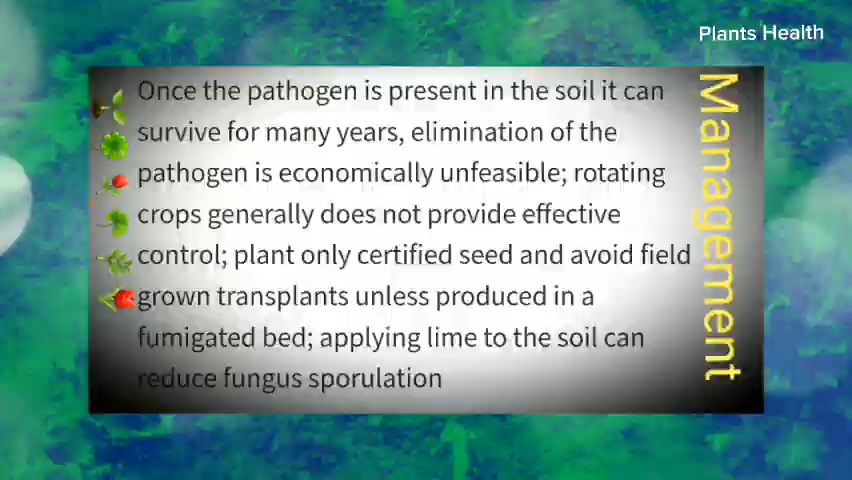 Plants Health
Once the pathogen is present in the soil it can
survive for many years, elimination of the
pathogen is economically unfeasible; rotating
crops generally does not provide effective
control; plant only certified seed and avoid field
grown transplants unless produced in a
fumigated bed; applying lime to the soil can
reduce fungus sporulation
Management